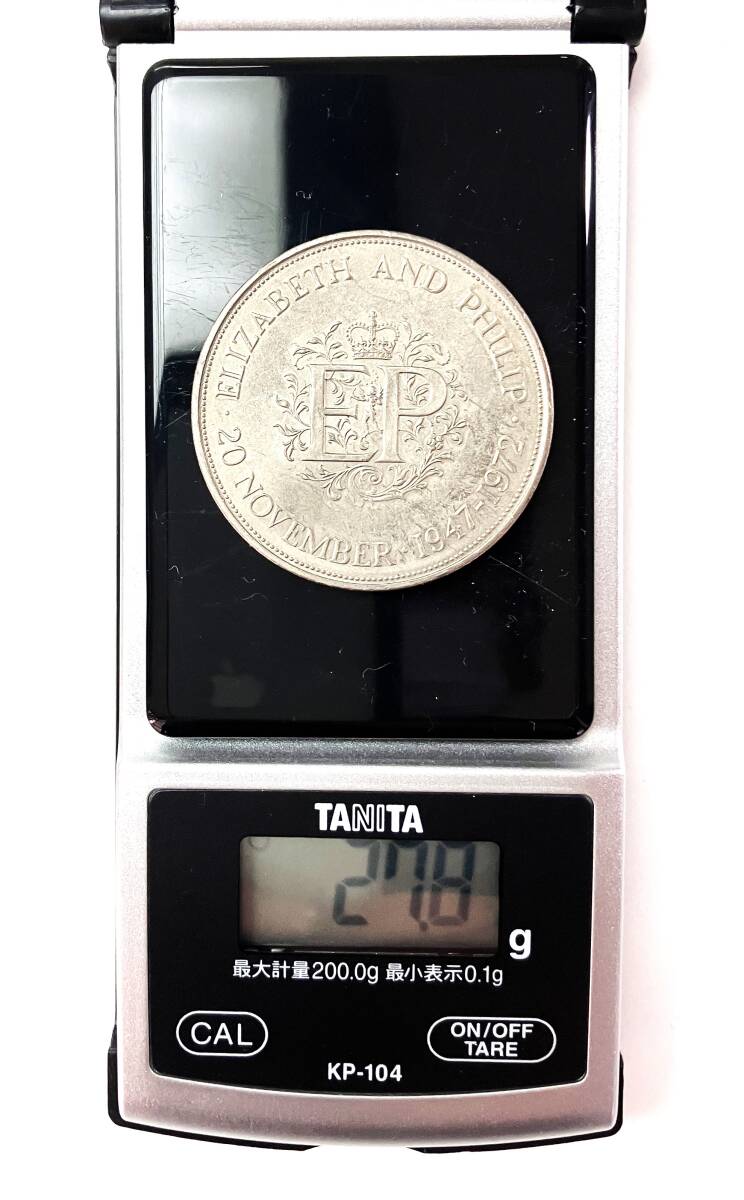 ELIZABETH AND PHILIP
EP
20 NOVEMBER · 1947-1972
TANITA
27.8
g
最大計量200.0g 最小表示0.1g
CAL
ON/OFF
TARE
KP-104